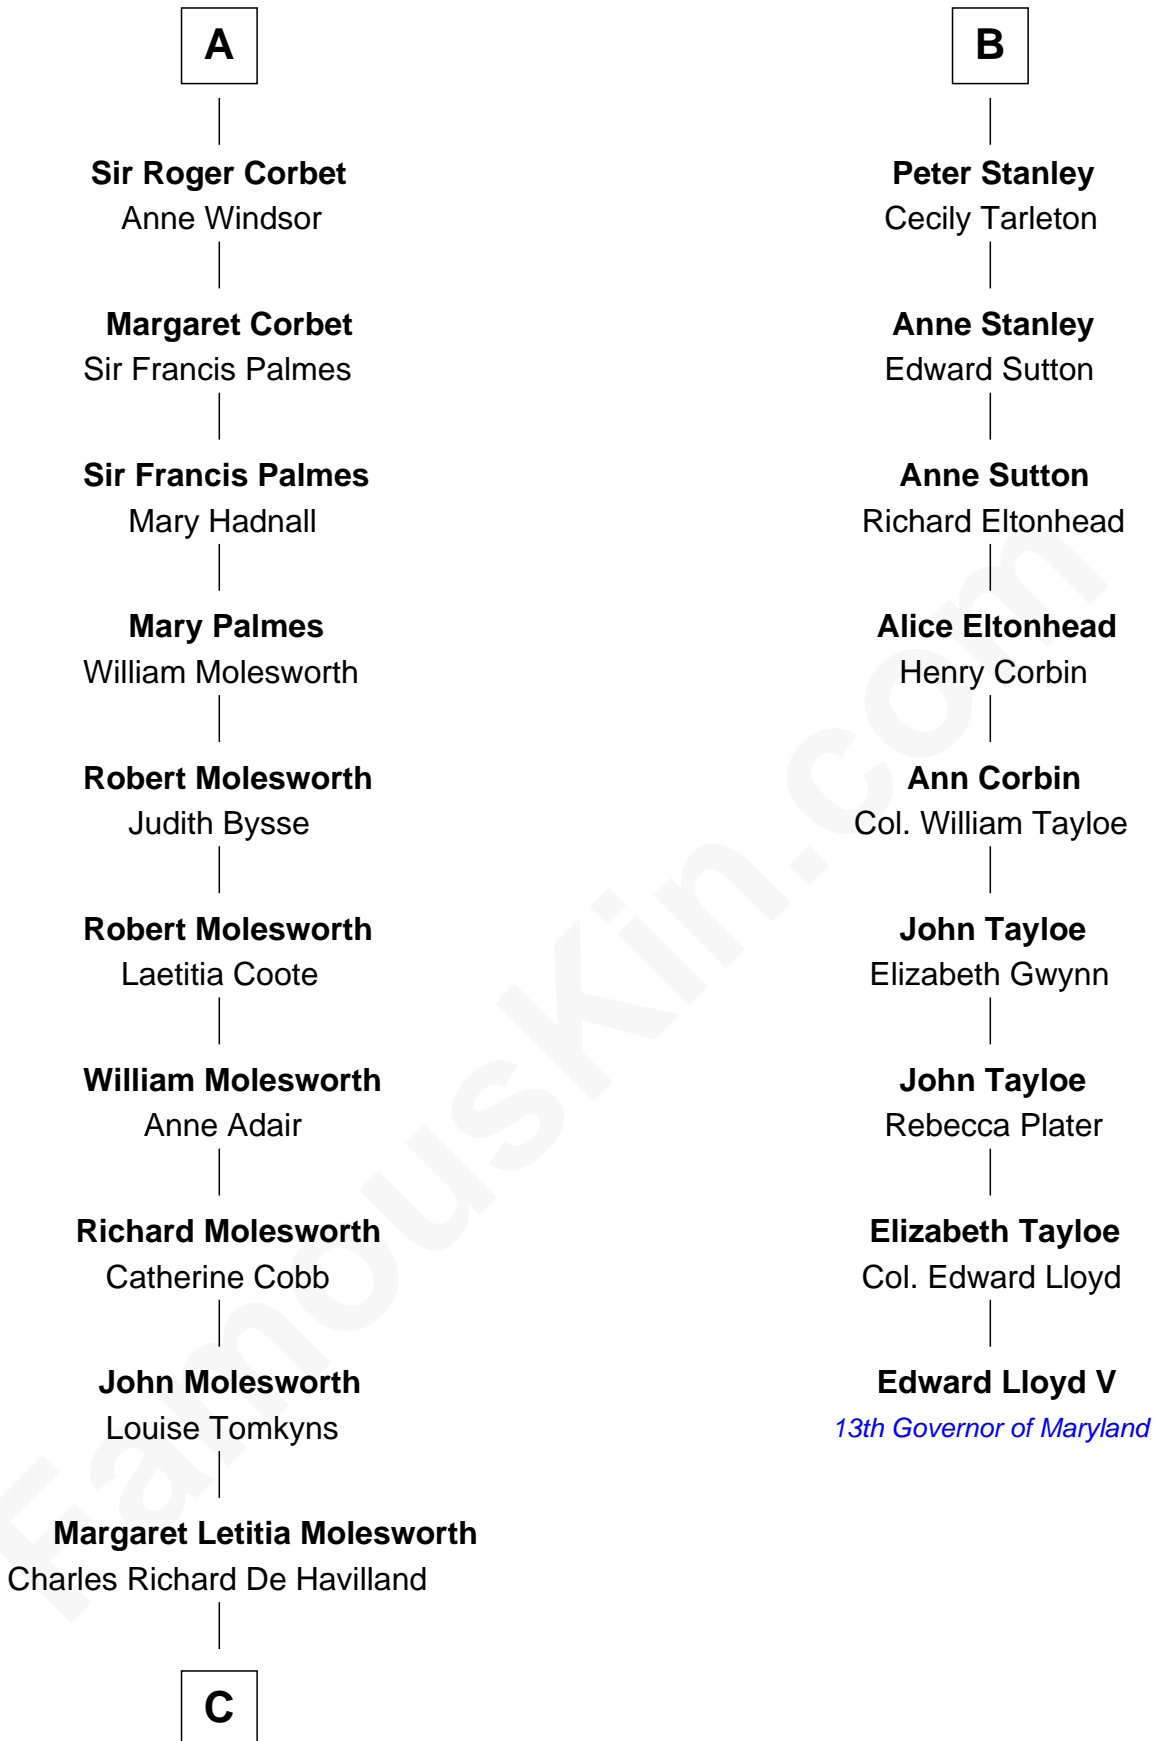 A
Sir Roger Corbet
Anne Windsor
Margaret Corbet
Sir Francis Palmes
Sir Francis Palmes
Mary Hadnall
Mary Palmes
William Molesworth
Robert Molesworth
Judith Bysse
Robert Molesworth
Laetitia Coote
William Molesworth
Anne Adair
Richard Molesworth
Catherine Cobb
John Molesworth
Louise Tomkyns
Margaret Letitia Molesworth
Charles Richard De Havilland
C
B
Peter Stanley
Cecily Tarleton
Anne Stanley
Edward Sutton
Anne Sutton
Richard Eltonhead
Alice Eltonhead
Henry Corbin
Ann Corbin
Col. William Tayloe
John Tayloe
Elizabeth Gwynn
John Tayloe
Rebecca Plater
Elizabeth Tayloe
Col. Edward Lloyd
Edward Lloyd V
13th Governor of Maryland
FamousKin.com